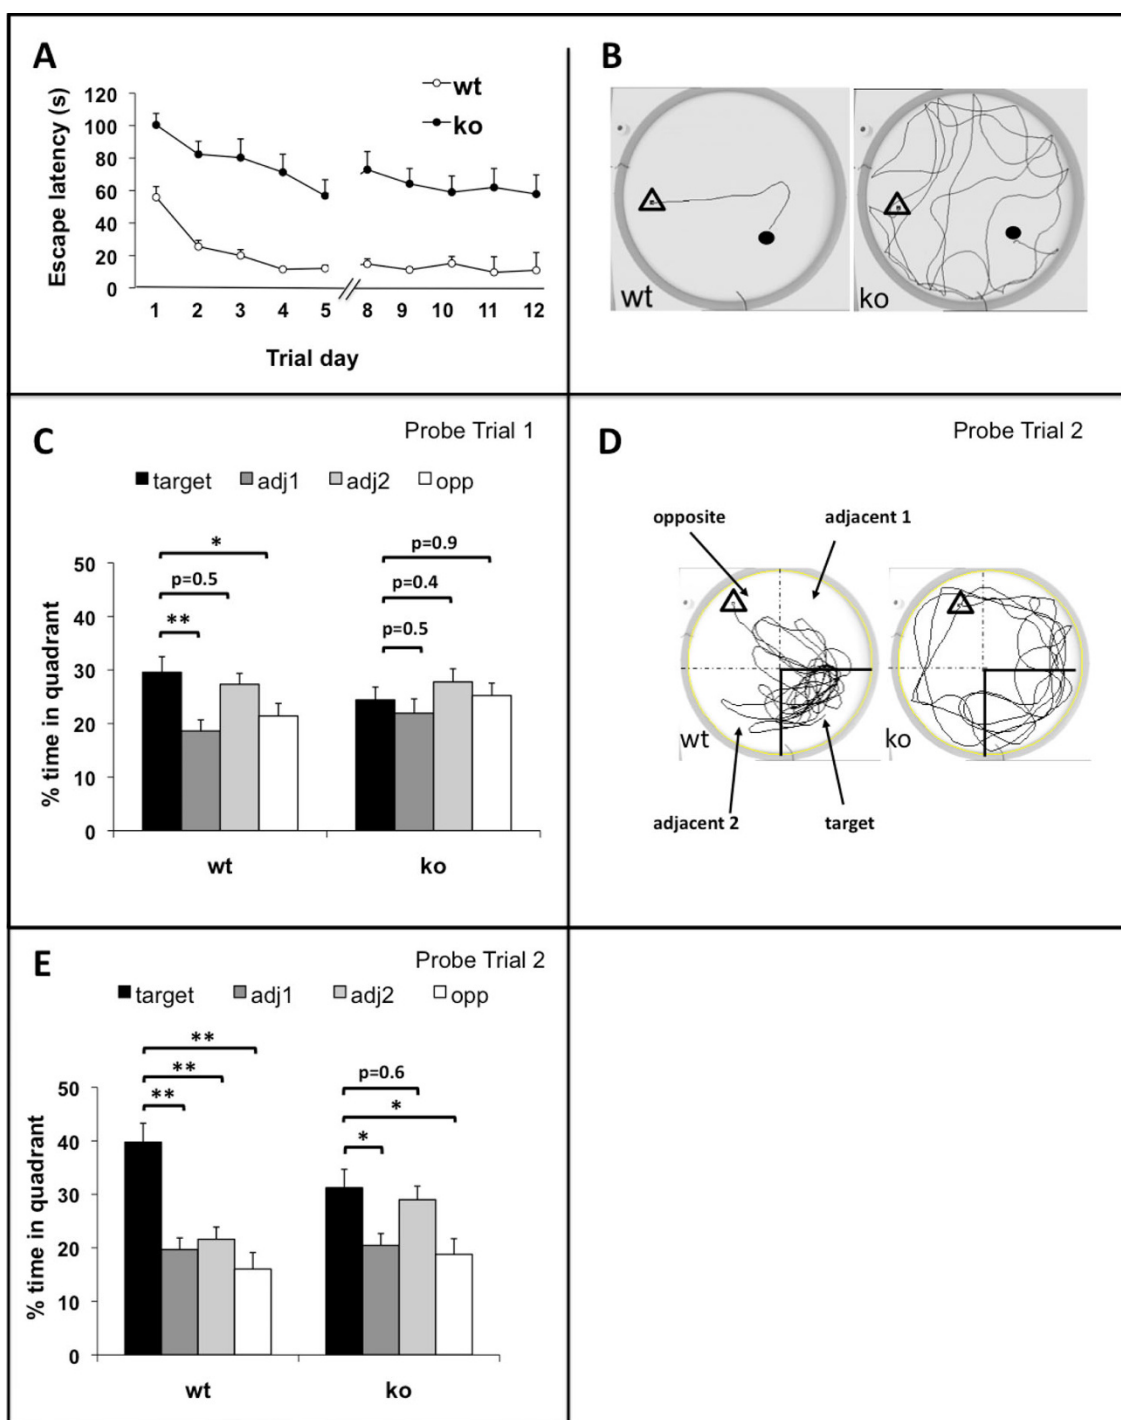 A
wt
ko
Escape latency (s)
120
100
80
60
40
20
0
1 2 3 4 5 8 9 10 11 12
Trial day
B
wt
ko
C
Probe Trial 1
target adj1 adj2 opp
% time in quadrant
50
40
30
20
10
0
*
p=0.5
**
p=0.9
p=0.4
p=0.5
wt ko
D
Probe Trial 2
opposite adjacent 1
wt
ko
adjacent 2 target
E
Probe Trial 2
target adj1 adj2 opp
% time in quadrant
50
40
30
20
10
0
**
**
**
p=0.6
*
*
wt ko